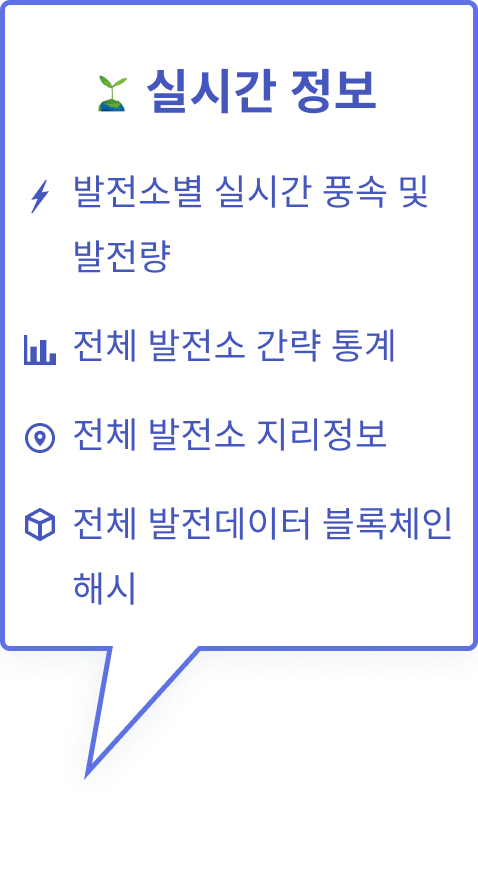 실시간 정보
발전소별 실시간 풍속 및
발전량
전체 발전소 간략 통계
전체 발전소 지리정보
전체 발전데이터 블록체인
해시